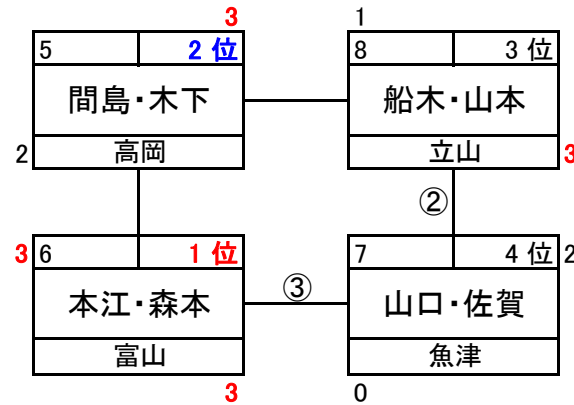 3 1
5 2 位 8 3 位
間島・木下 船木・山本
2 高岡 立山 3
②
3 6 1 位 7 4 位 2
本江・森本 ③ 山口・佐賀
富山 魚津
3 0